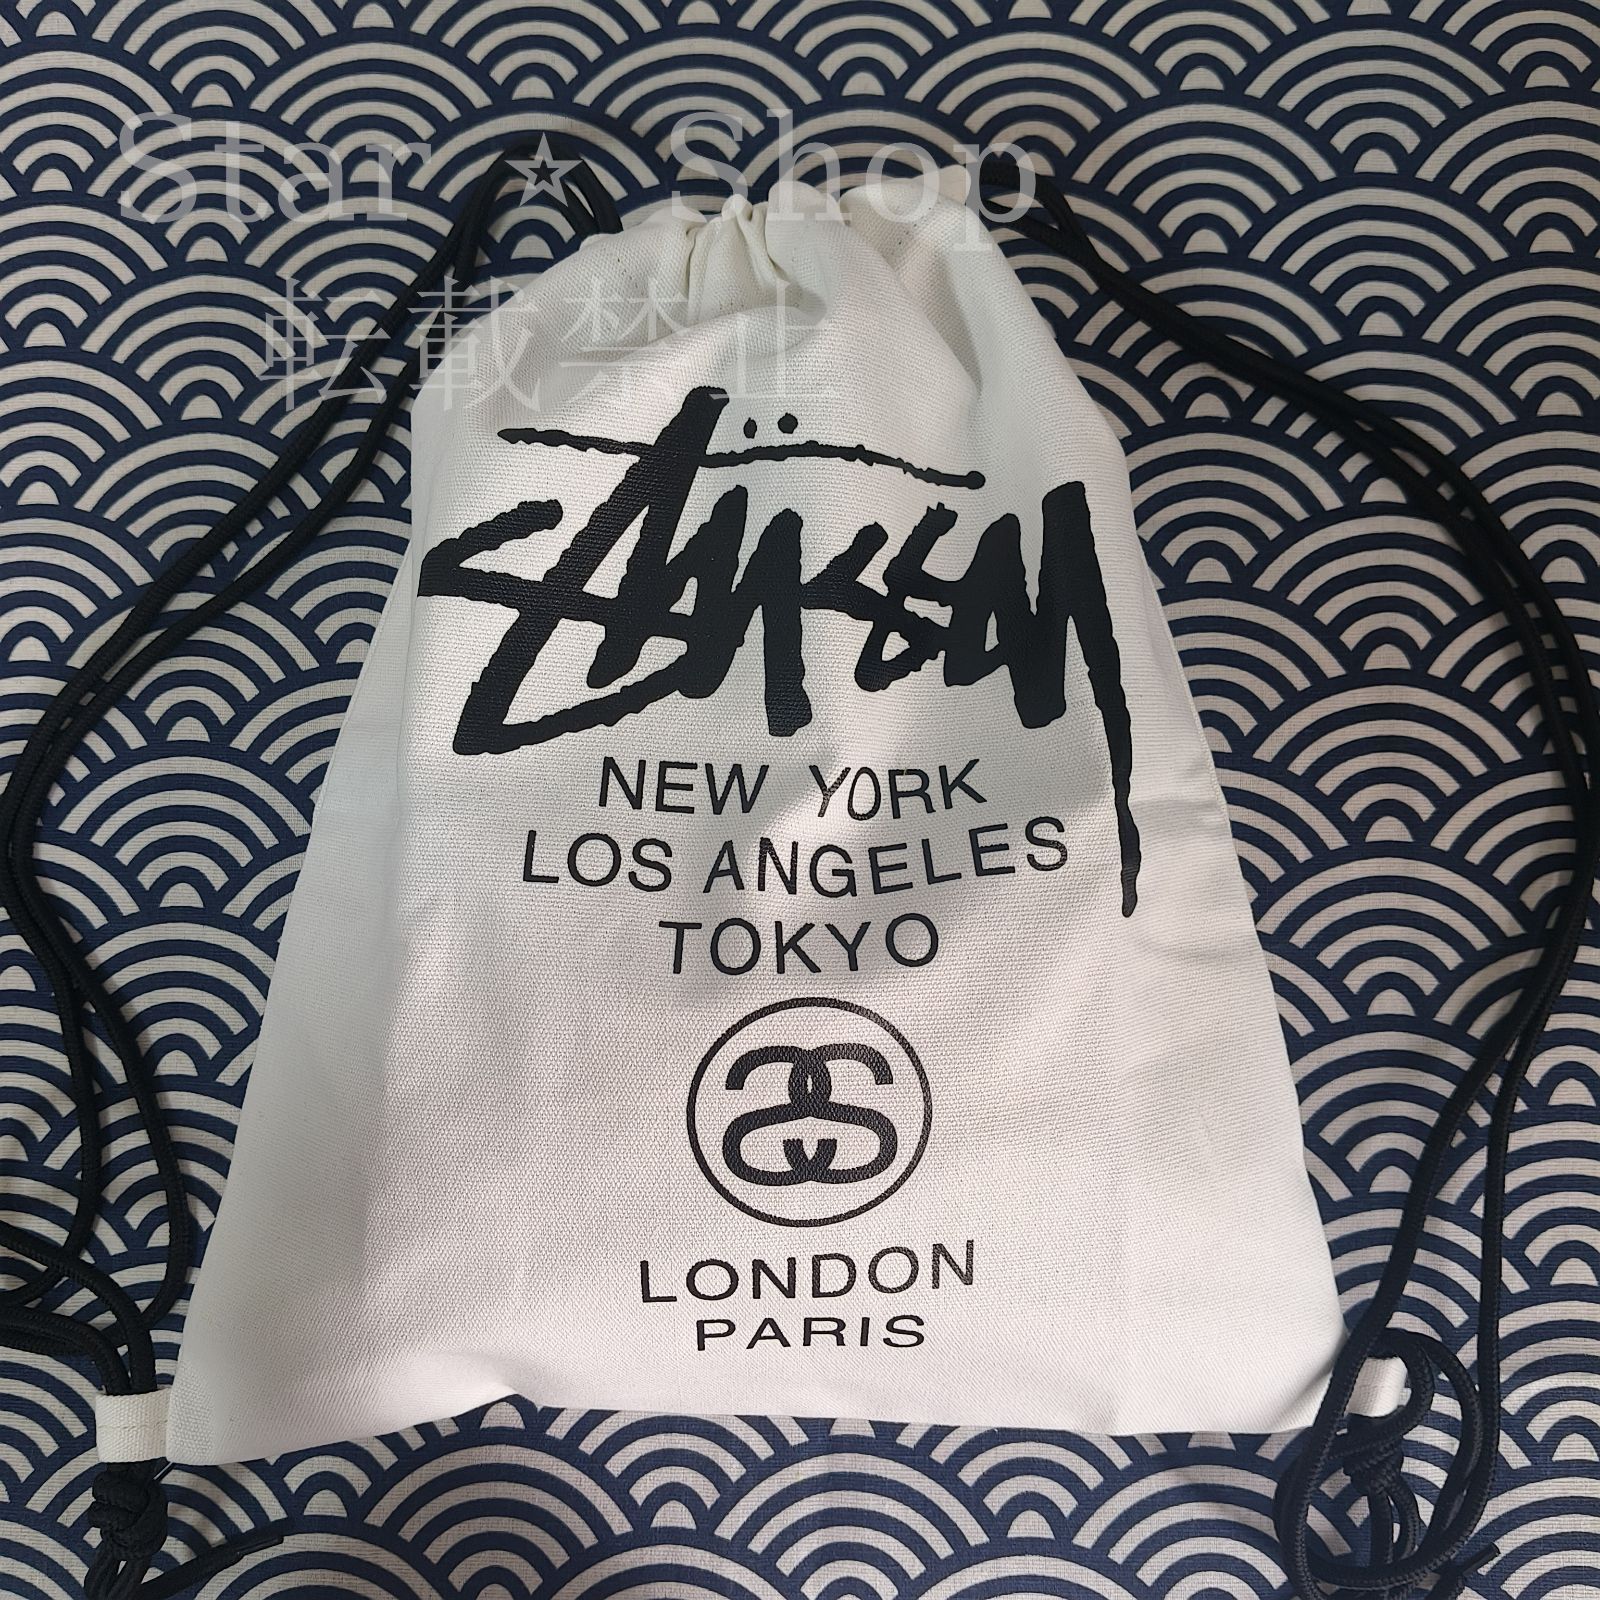 Star ☆ Shop
転載禁止
Stüssy
NEW YORK
LOS ANGELES
TOKYO
LONDON
PARIS